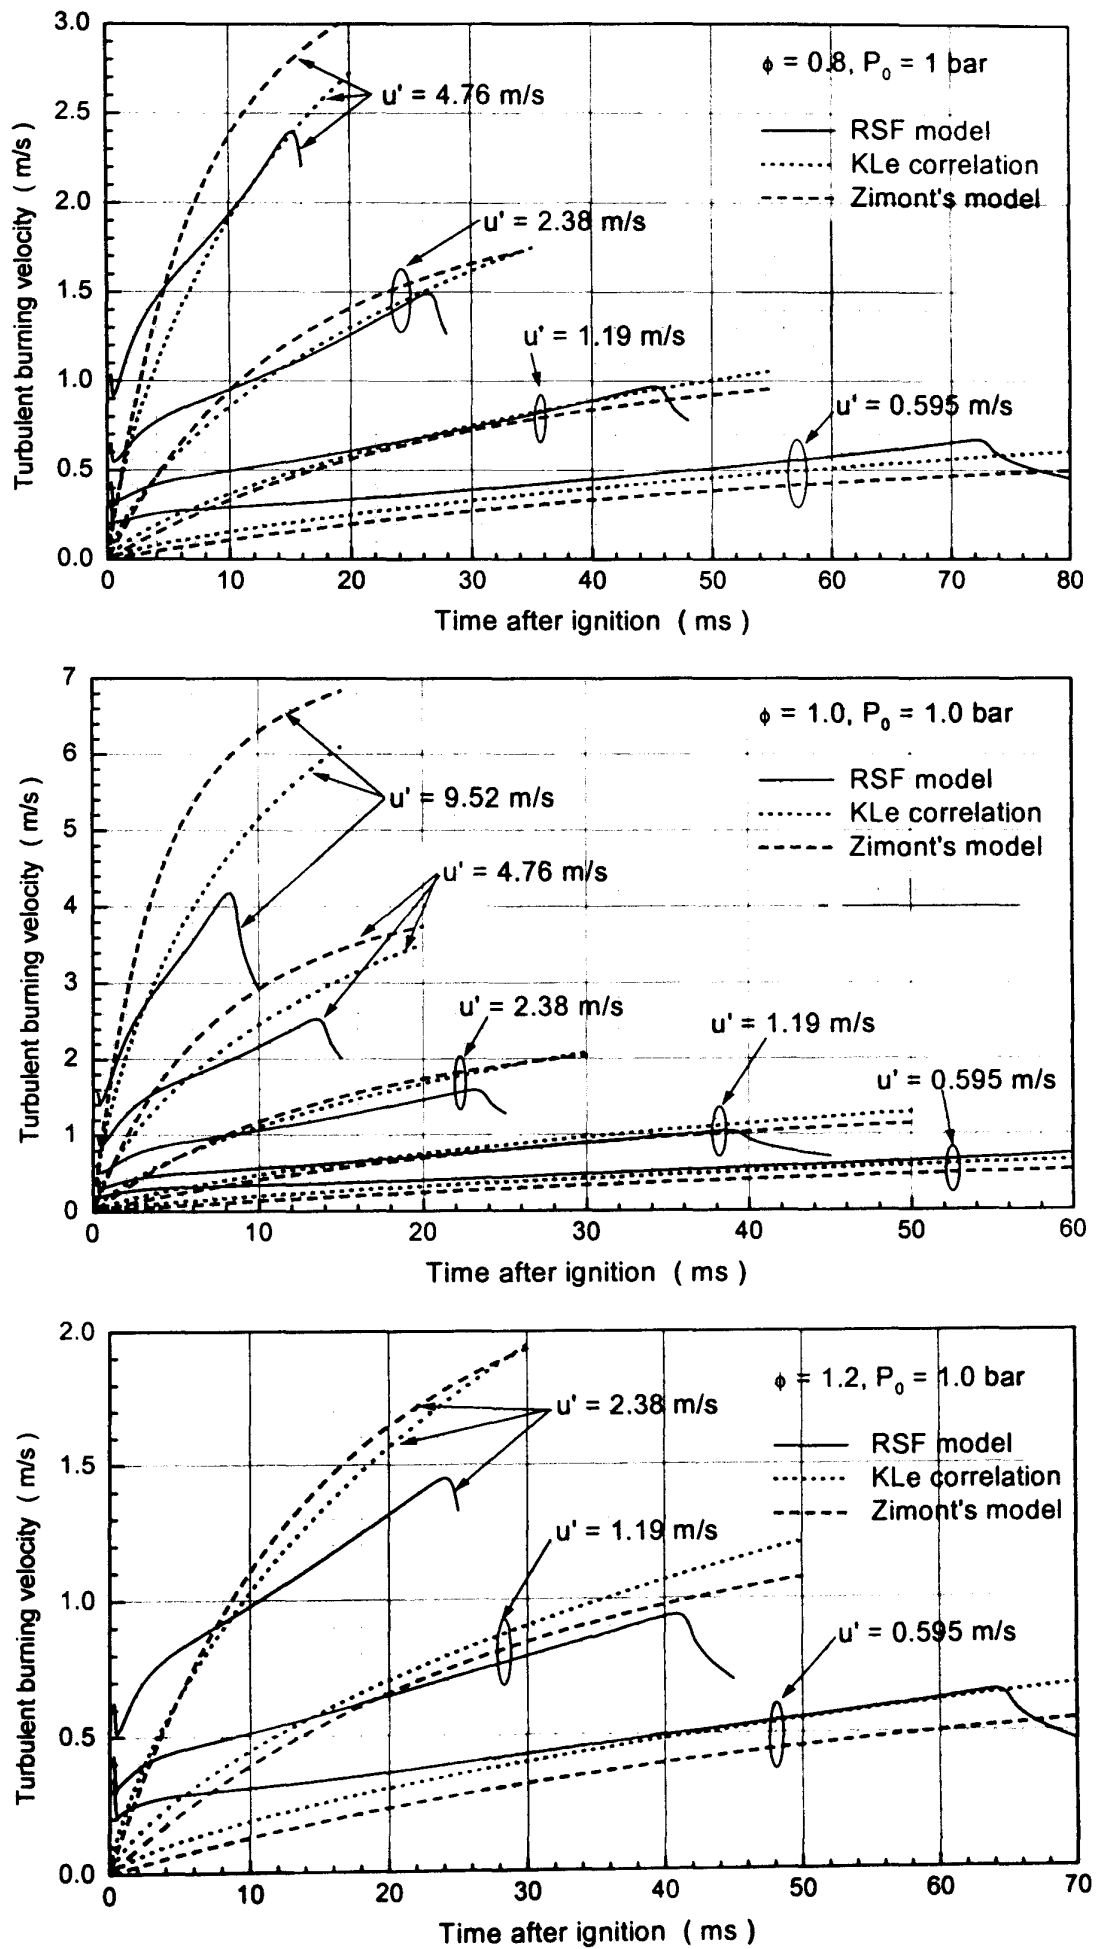 3.0
2.5
2.0
1.5
1.0
0.5
0.0
Turbulent burning velocity ( m/s )
ϕ = 0.8, P₀ = 1 bar
RSF model
KLe correlation
Zimont's model
u' = 4.76 m/s
u' = 2.38 m/s
u' = 1.19 m/s
u' = 0.595 m/s
0 10 20 30 40 50 60 70 80
Time after ignition ( ms )
7
6
5
4
3
2
1
0
Turbulent burning velocity ( m/s )
ϕ = 1.0, P₀ = 1.0 bar
RSF model
KLe correlation
Zimont's model
u' = 9.52 m/s
u' = 4.76 m/s
u' = 2.38 m/s
u' = 1.19 m/s
u' = 0.595 m/s
0 10 20 30 40 50 60
Time after ignition ( ms )
2.0
1.5
1.0
0.5
0.0
Turbulent burning velocity ( m/s )
ϕ = 1.2, P₀ = 1.0 bar
RSF model
KLe correlation
Zimont's model
u' = 2.38 m/s
u' = 1.19 m/s
u' = 0.595 m/s
0 10 20 30 40 50 60 70
Time after ignition ( ms )